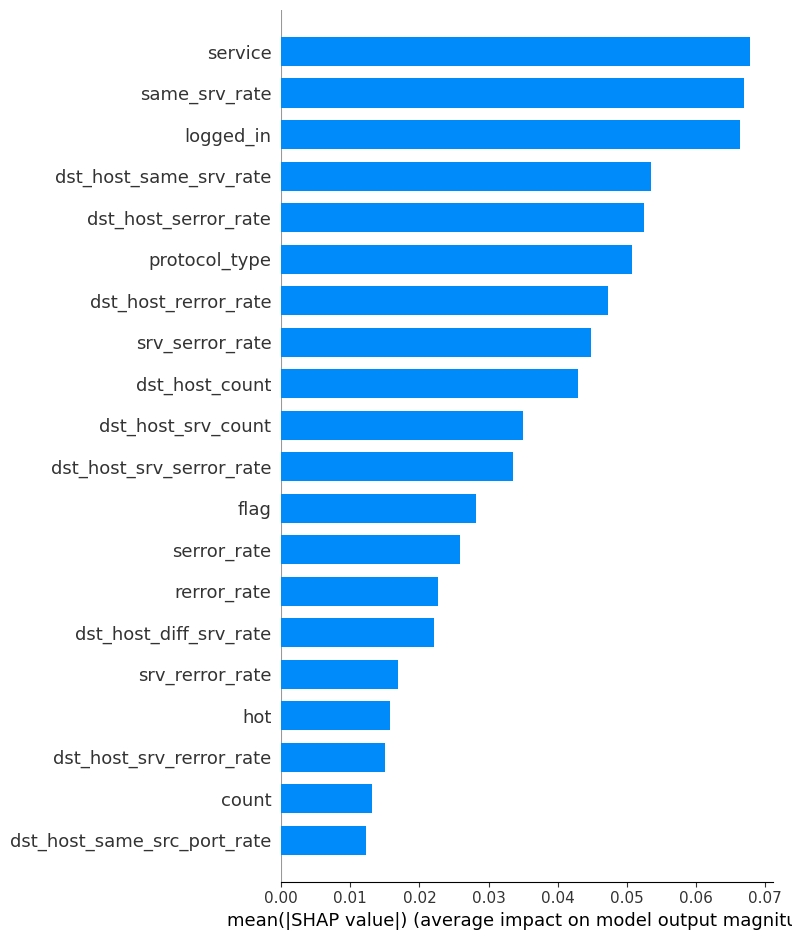 service
same_srv_rate
logged_in
dst_host_same_srv_rate
dst_host_serror_rate
protocol_type
dst_host_rerror_rate
srv_serror_rate
dst_host_count
dst_host_srv_count
dst_host_srv_serror_rate
flag
serror_rate
rerror_rate
dst_host_diff_srv_rate
srv_rerror_rate
hot
dst_host_srv_rerror_rate
count
dst_host_same_src_port_rate
0.00 0.01 0.02 0.03 0.04 0.05 0.06 0.07
mean(|SHAP value|) (average impact on model output magnitu